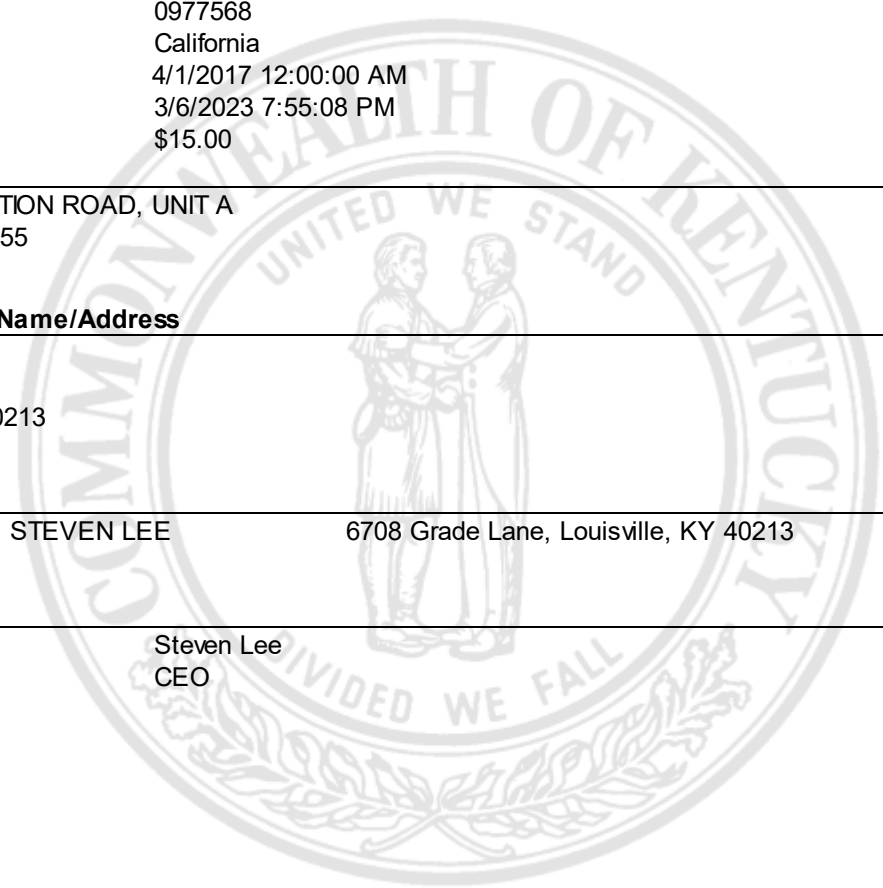 0977568
California
4/1/2017 12:00:00 AM
3/6/2023 7:55:08 PM
$15.00
TION ROAD, UNIT A
55
Name/Address
0213
STEVEN LEE 6708 Grade Lane, Louisville, KY 40213
Steven Lee
CEO
COMMONWEALTH OF KENTUCKY
UNITED WE STAND
DIVIDED WE FALL